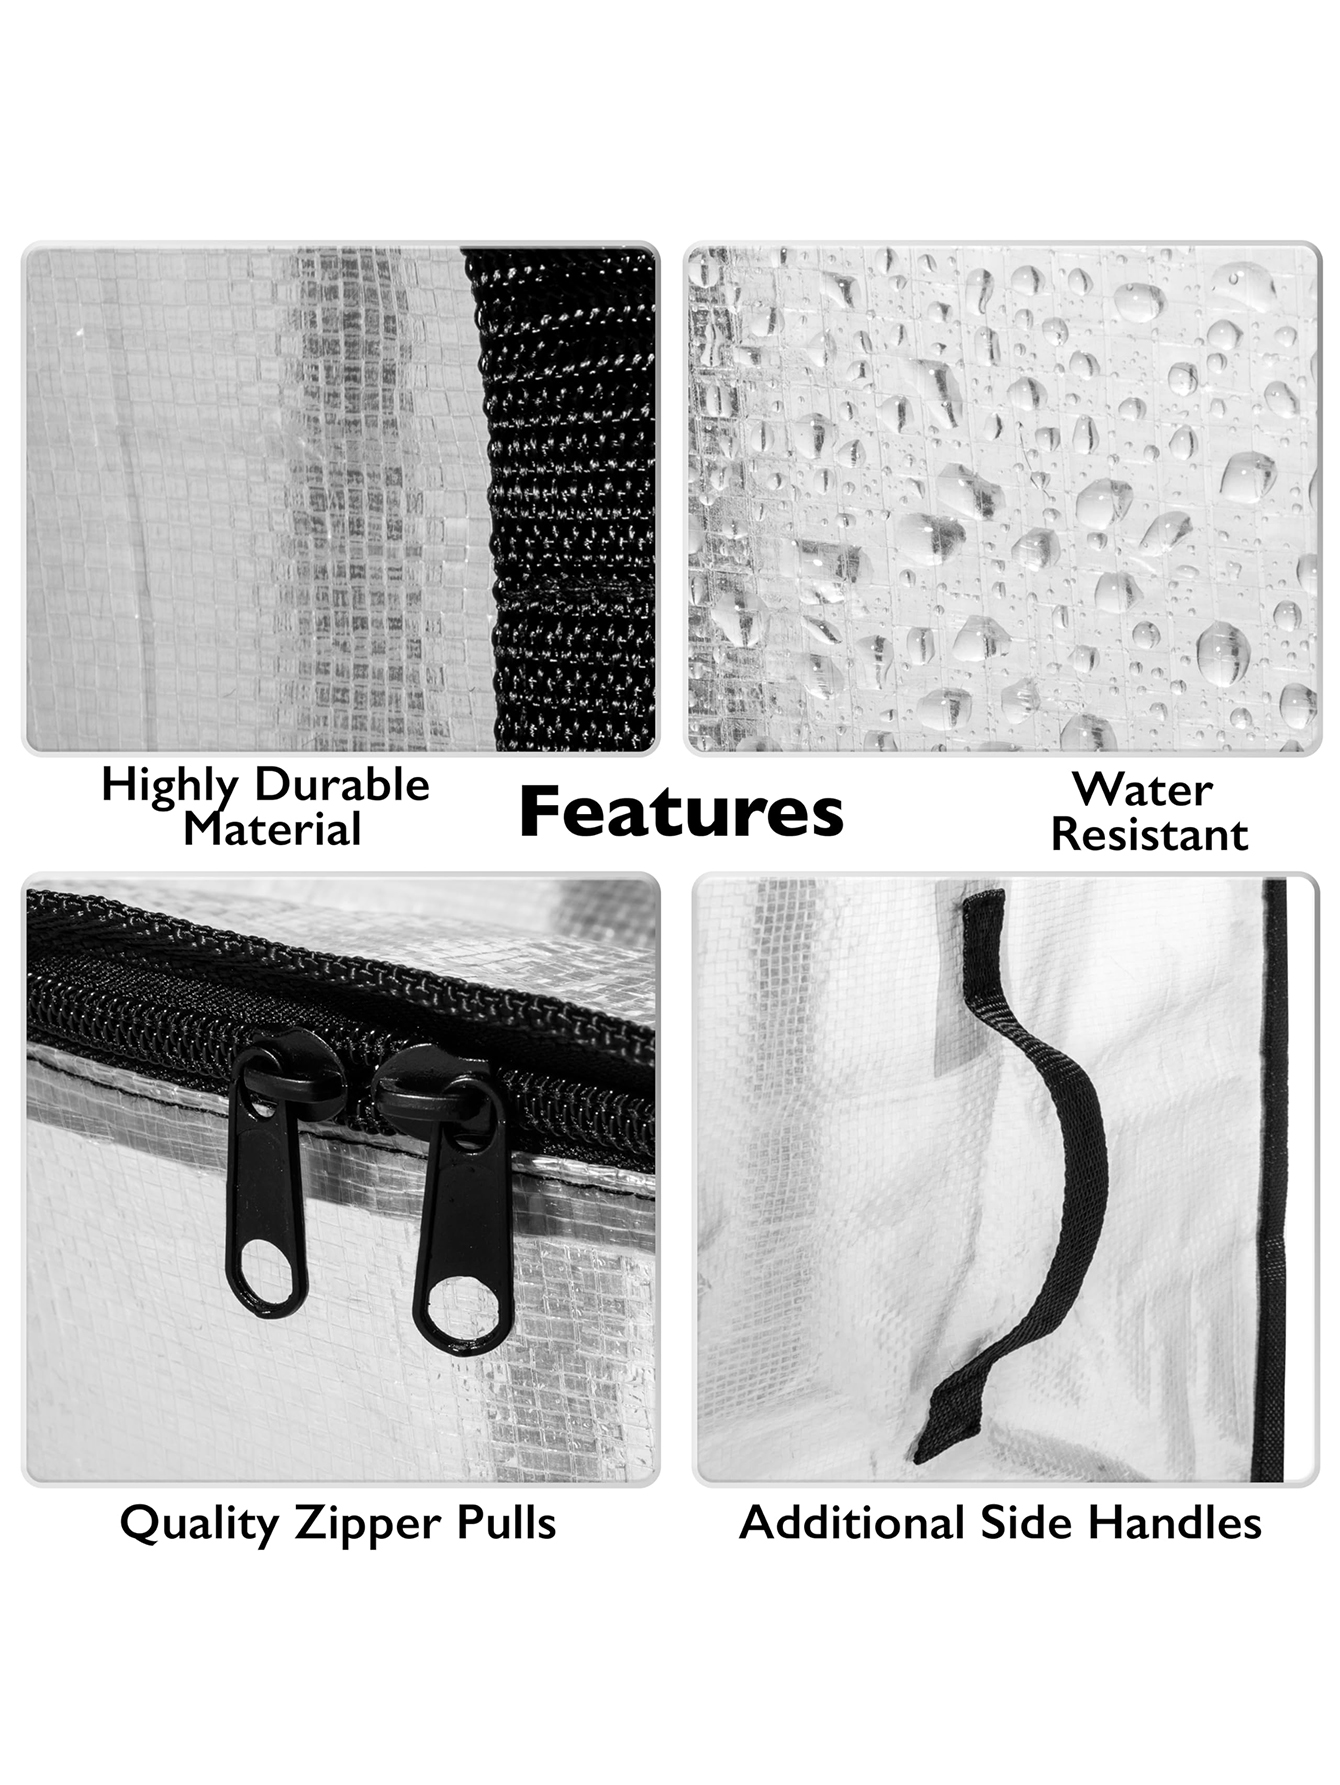 Highly Durable
Material
Features
Water
Resistant
Quality Zipper Pulls
Additional Side Handles